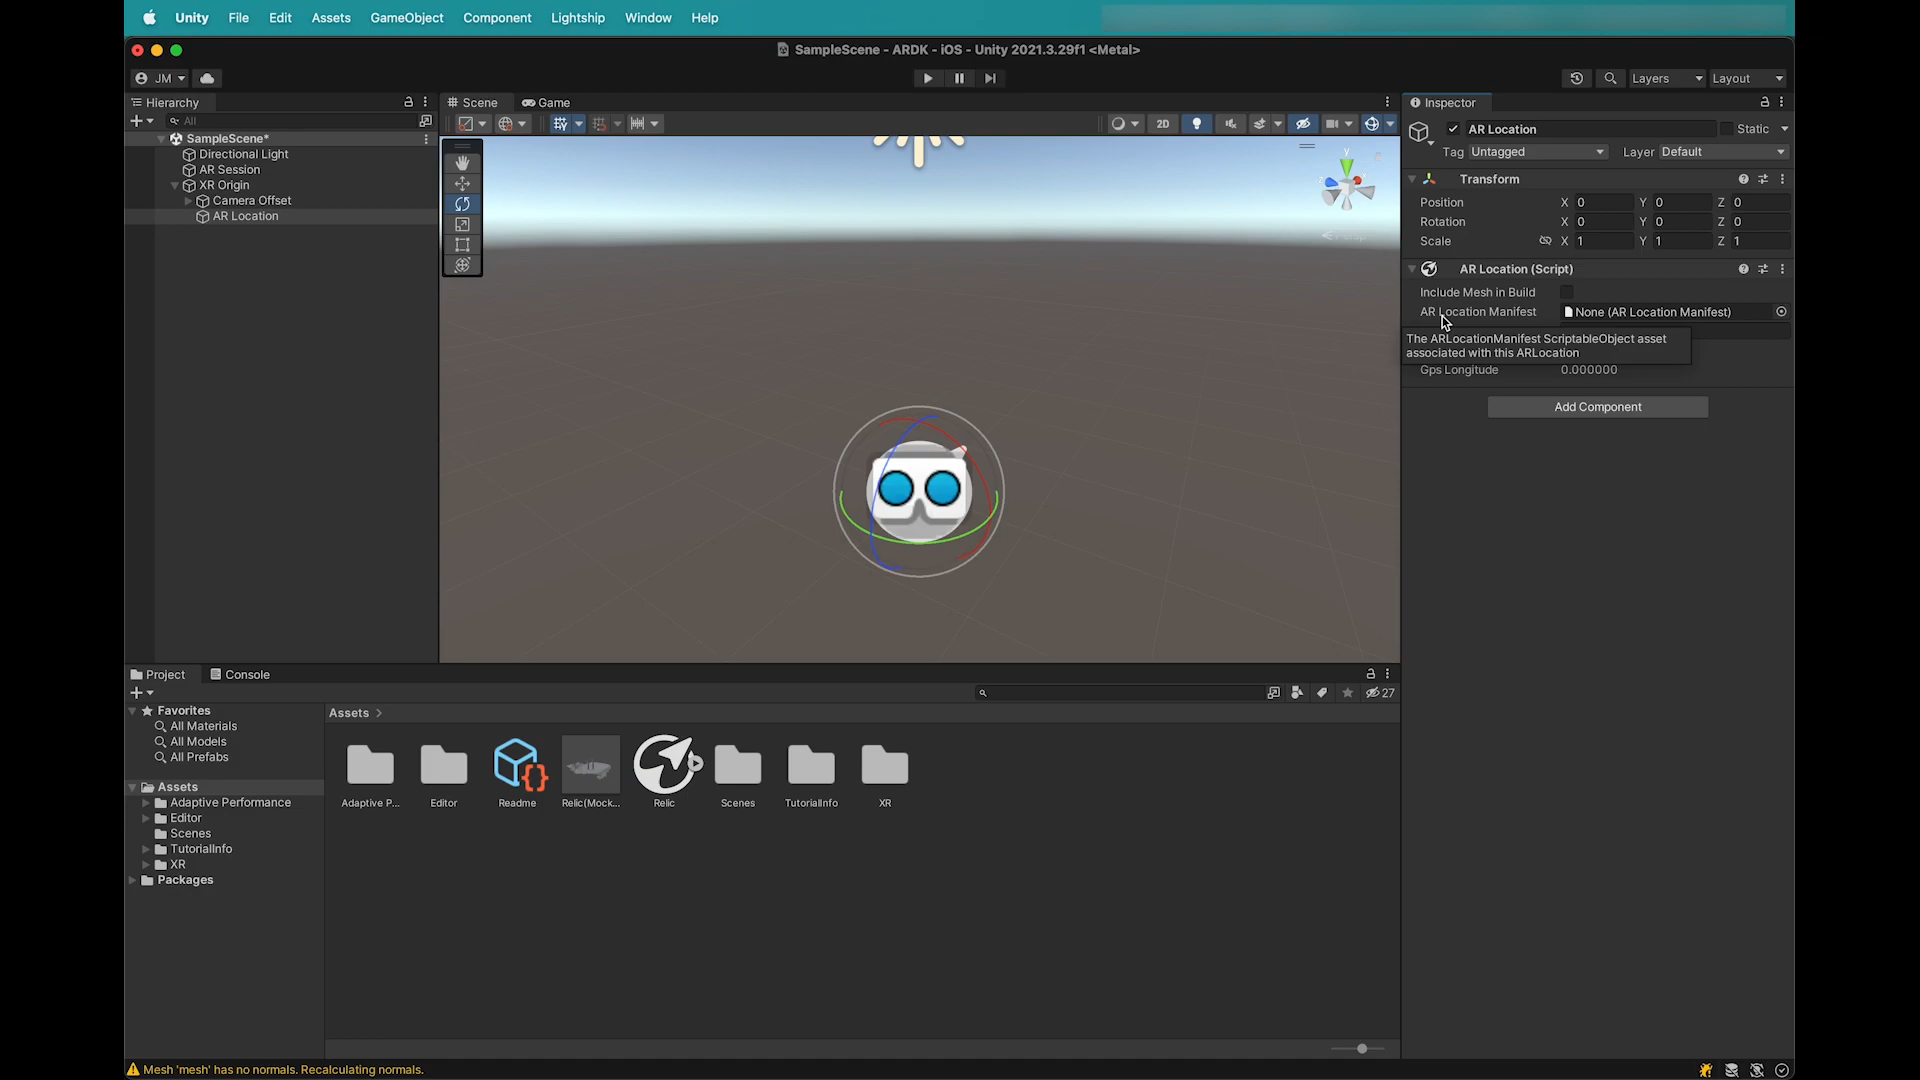 Unity File Edit Assets GameObject Component Lightship Window Help
SampleScene - ARDK - iOS - Unity 2021.3.29f1 <Metal>
JM
Layers Layout
Hierarchy
All
SampleScene*
Directional Light
AR Session
XR Origin
Camera Offset
AR Location
Scene Game
2D
y
Inspector
AR Location Static
Tag Untagged Layer Default
Transform
Position X 0 Y 0 Z 0
Rotation X 0 Y 0 Z 0
Scale X 1 Y 1 Z 1
AR Location (Script)
Include Mesh in Build
AR Location Manifest None (AR Location Manifest)
The ARLocationManifest ScriptableObject asset
associated with this ARLocation
Gps Longitude 0.000000
Add Component
Project Console
27
Favorites
All Materials
All Models
All Prefabs
Assets
Adaptive Performance
Editor
Scenes
TutorialInfo
XR
Packages
Assets >
Adaptive P... Editor Readme Relic(Mock... Relic Scenes TutorialInfo XR
Mesh 'mesh' has no normals. Recalculating normals.